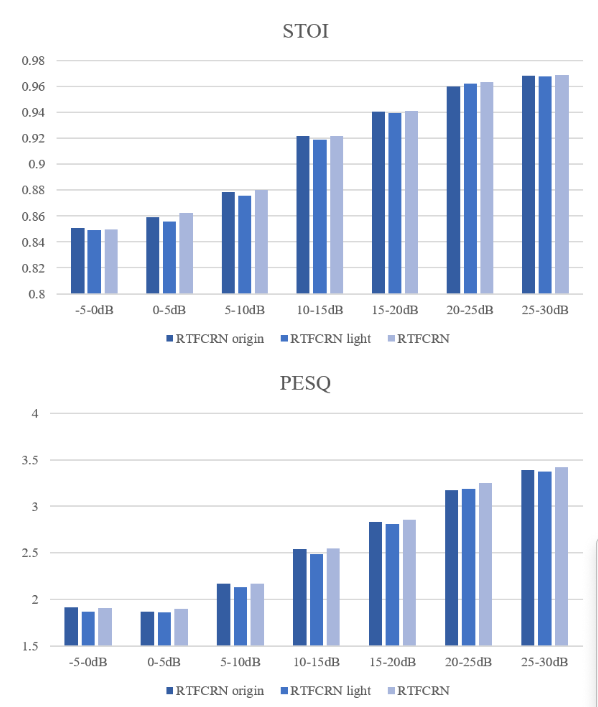 STOI
0.98
0.96
0.94
0.92
0.9
0.88
0.86
0.84
0.82
0.8
-5-0dB 0-5dB 5-10dB 10-15dB 15-20dB 20-25dB 25-30dB
RTFCRN origin RTFCRN light RTFCRN
PESQ
4
3.5
3
2.5
2
1.5
-5-0dB 0-5dB 5-10dB 10-15dB 15-20dB 20-25dB 25-30dB
RTFCRN origin RTFCRN light RTFCRN